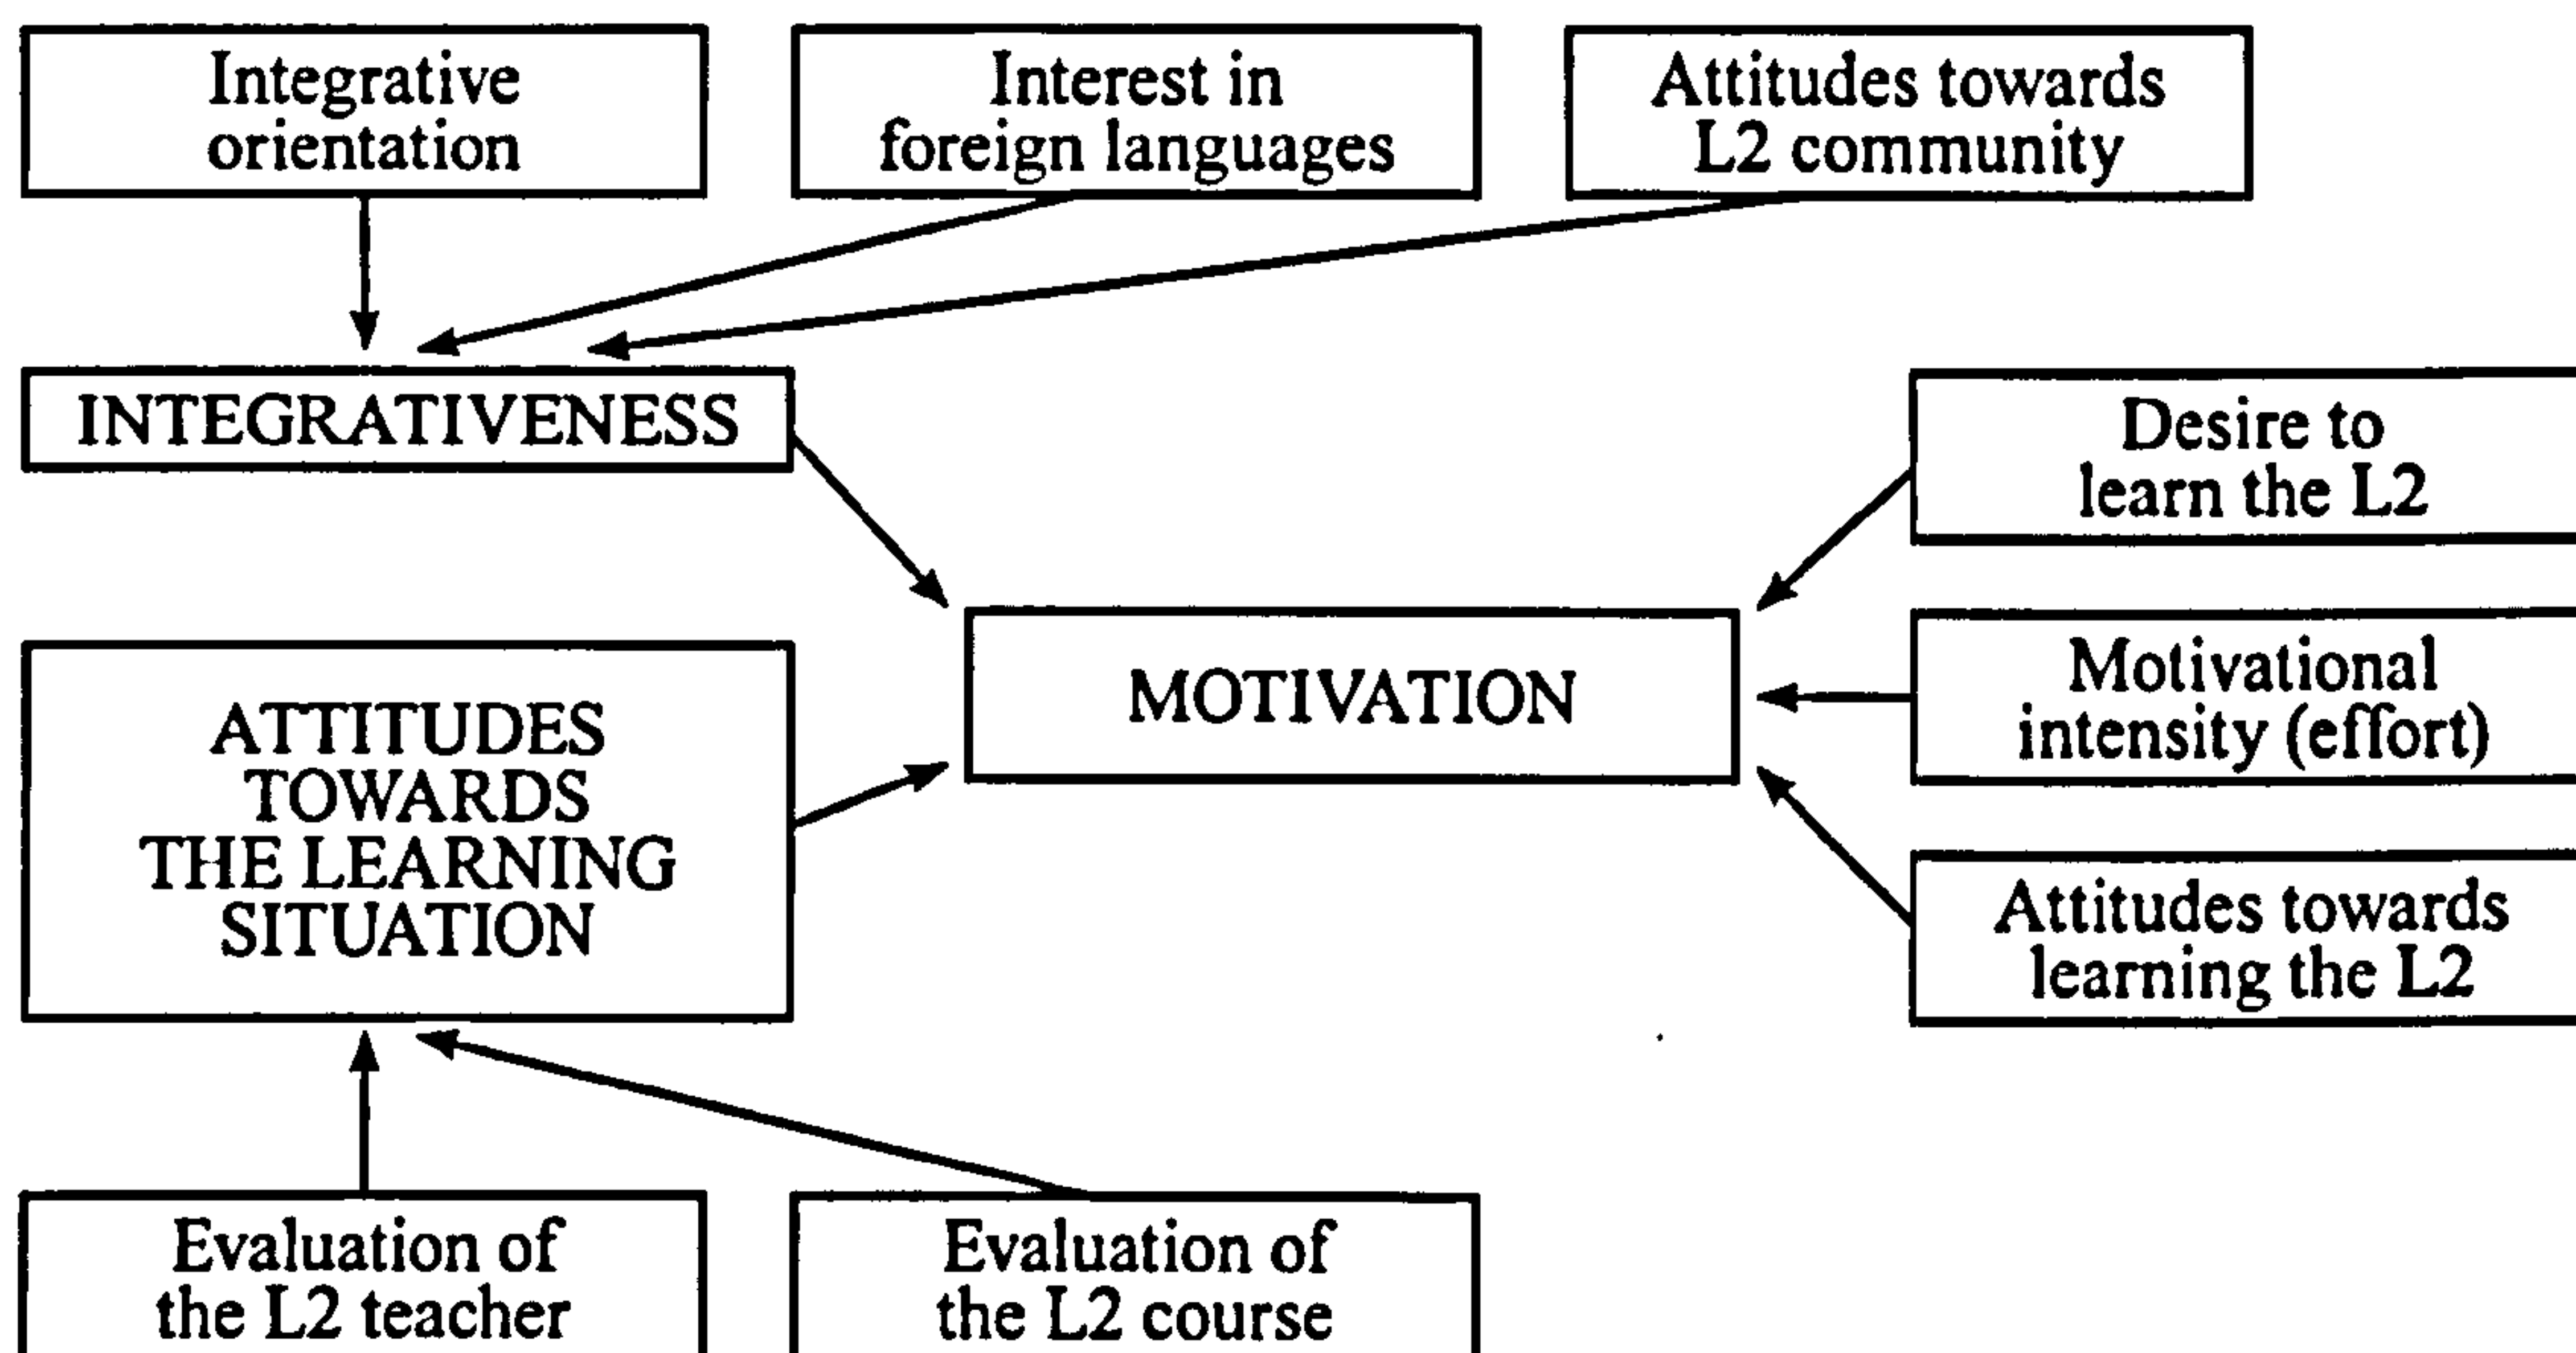 Integrative
orientation
Interest in
foreign languages
Attitudes towards
L2 community
INTEGRATIVENESS
Desire to
learn the L2
MOTIVATION
Motivational
intensity (effort)
ATTITUDES
TOWARDS
THE LEARNING
SITUATION
Attitudes towards
learning the L2
Evaluation of
the L2 teacher
Evaluation of
the L2 course